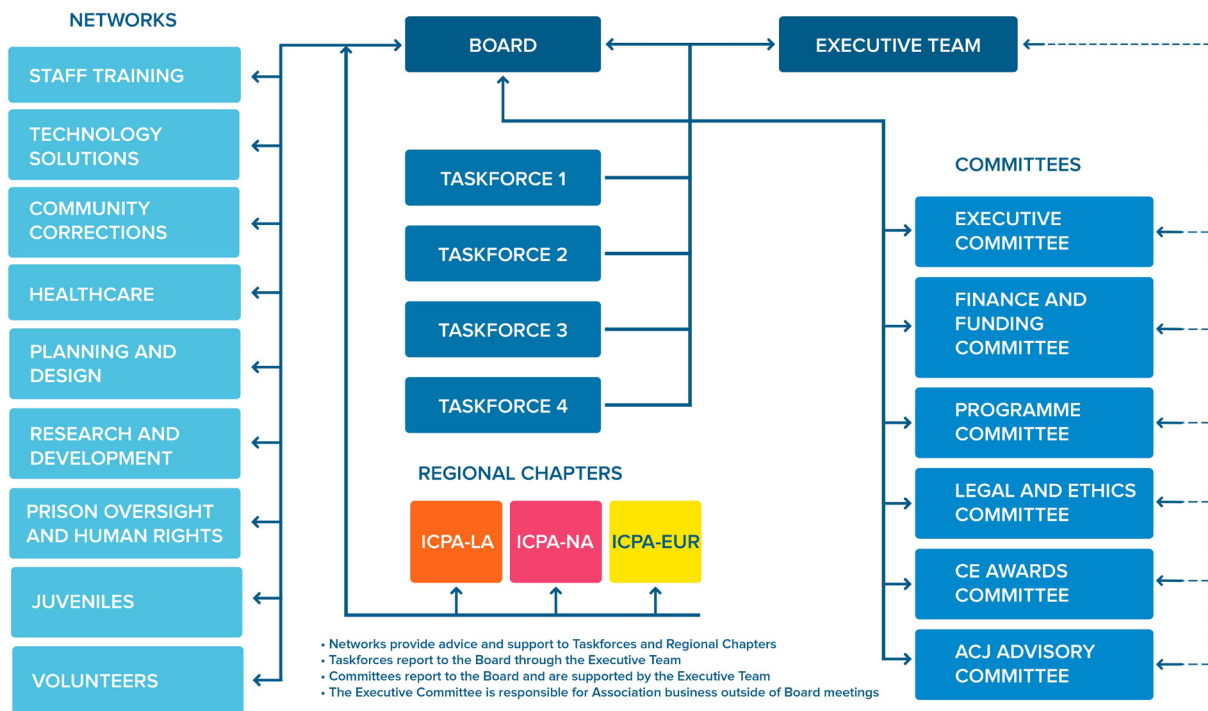 NETWORKS
STAFF TRAINING
TECHNOLOGY
SOLUTIONS
COMMUNITY
CORRECTIONS
HEALTHCARE
PLANNING AND
DESIGN
RESEARCH AND
DEVELOPMENT
PRISON OVERSIGHT
AND HUMAN RIGHTS
JUVENILES
VOLUNTEERS
BOARD
EXECUTIVE TEAM
TASKFORCE 1
TASKFORCE 2
TASKFORCE 3
TASKFORCE 4
REGIONAL CHAPTERS
ICPA-LA
ICPA-NA
ICPA-EUR
• Networks provide advice and support to Taskforces and Regional Chapters
• Taskforces report to the Board through the Executive Team
• Committees report to the Board and are supported by the Executive Team
• The Executive Committee is responsible for Association business outside of Board meetings
COMMITTEES
EXECUTIVE
COMMITTEE
FINANCE AND
FUNDING
COMMITTEE
PROGRAMME
COMMITTEE
LEGAL AND ETHICS
COMMITTEE
CE AWARDS
COMMITTEE
ACJ ADVISORY
COMMITTEE